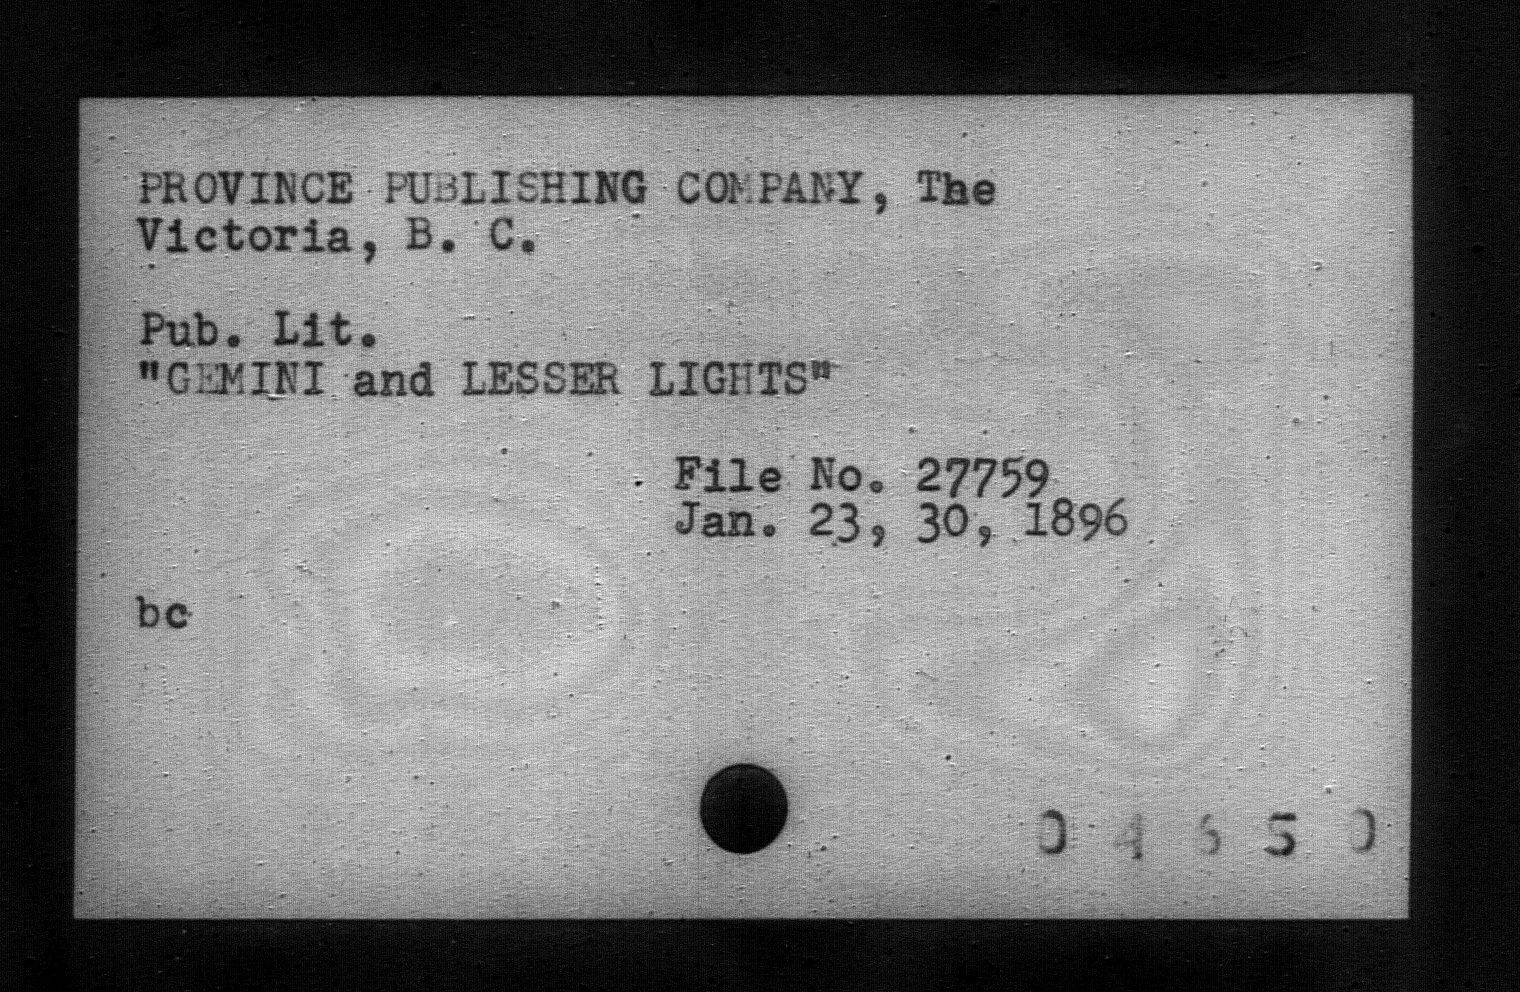 PROVINCE PUBLISHING COMPANY, The
Victoria, B. C.
Pub. Lit.
"GEMINI and LESSER LIGHTS"
File No. 27759
Jan. 23, 30, 1896
bc
0 4 6 5 0